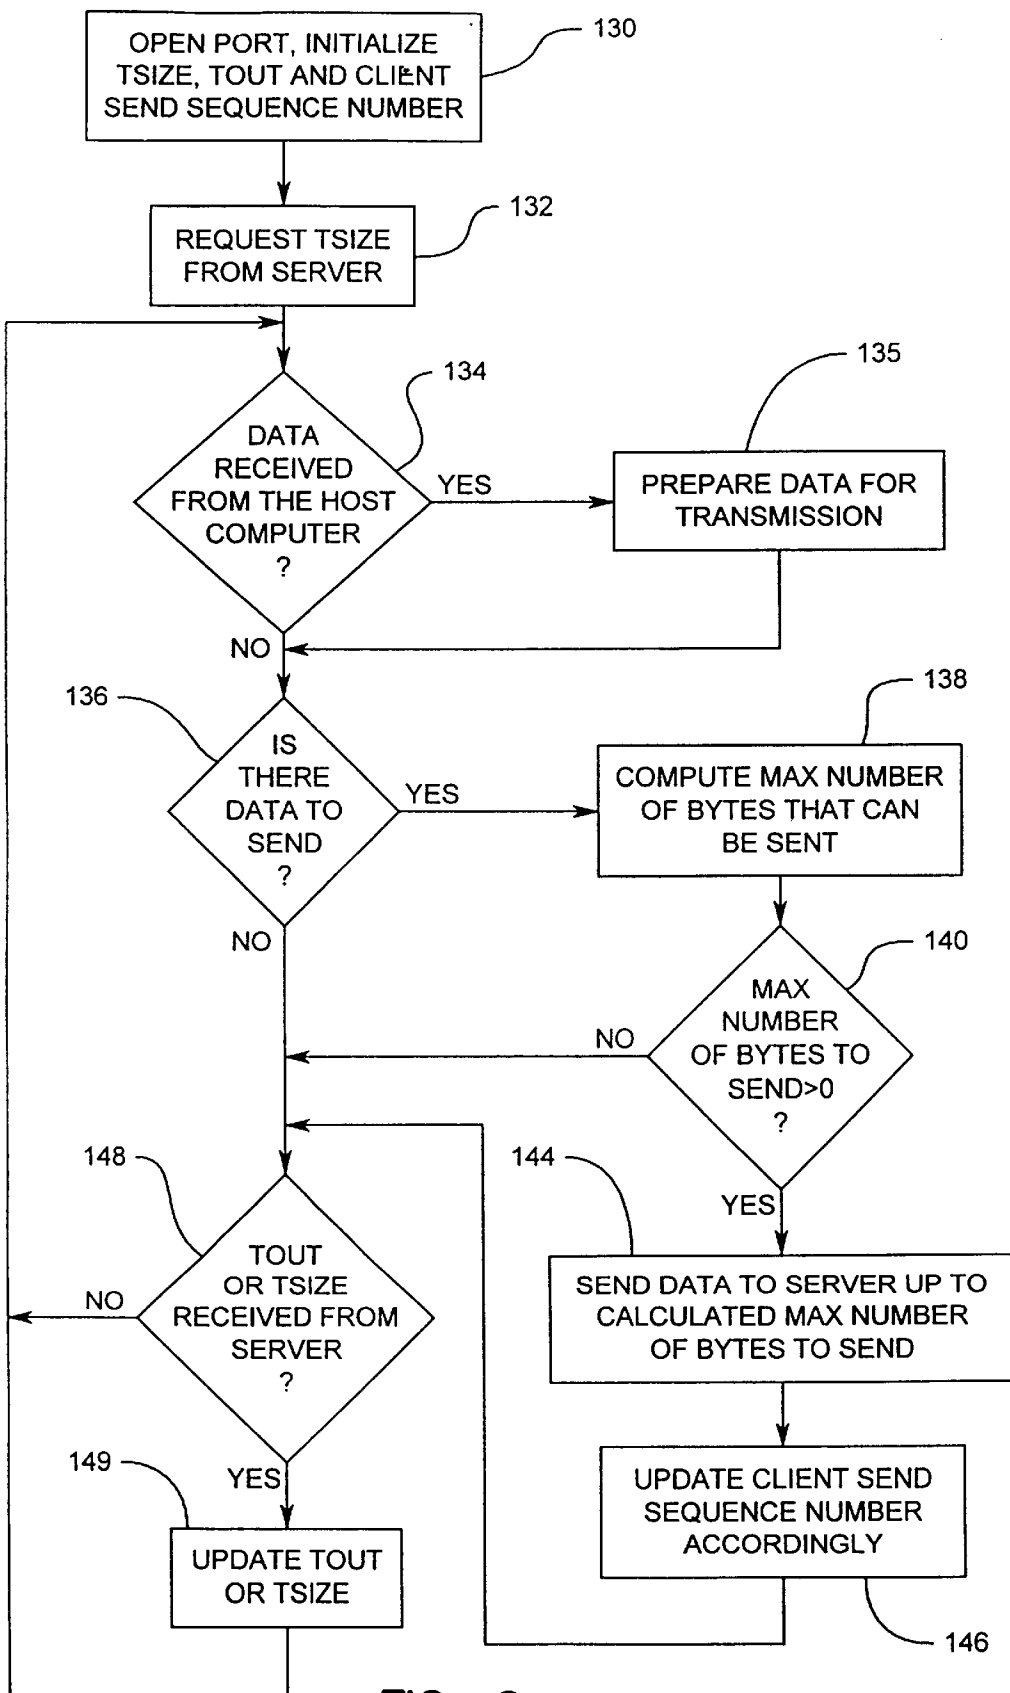 OPEN PORT, INITIALIZE
TSIZE, TOUT AND CLIENT
SEND SEQUENCE NUMBER
130
REQUEST TSIZE
FROM SERVER
132
DATA
RECEIVED
FROM THE HOST
COMPUTER
?
134
YES
PREPARE DATA FOR
TRANSMISSION
135
NO
136
IS
THERE
DATA TO
SEND
?
YES
COMPUTE MAX NUMBER
OF BYTES THAT CAN
BE SENT
138
NO
MAX
NUMBER
OF BYTES TO
SEND>0
?
140
NO
YES
144
SEND DATA TO SERVER UP TO
CALCULATED MAX NUMBER
OF BYTES TO SEND
148
TOUT
OR TSIZE
RECEIVED FROM
SERVER
?
NO
YES
UPDATE CLIENT SEND
SEQUENCE NUMBER
ACCORDINGLY
146
149
UPDATE TOUT
OR TSIZE